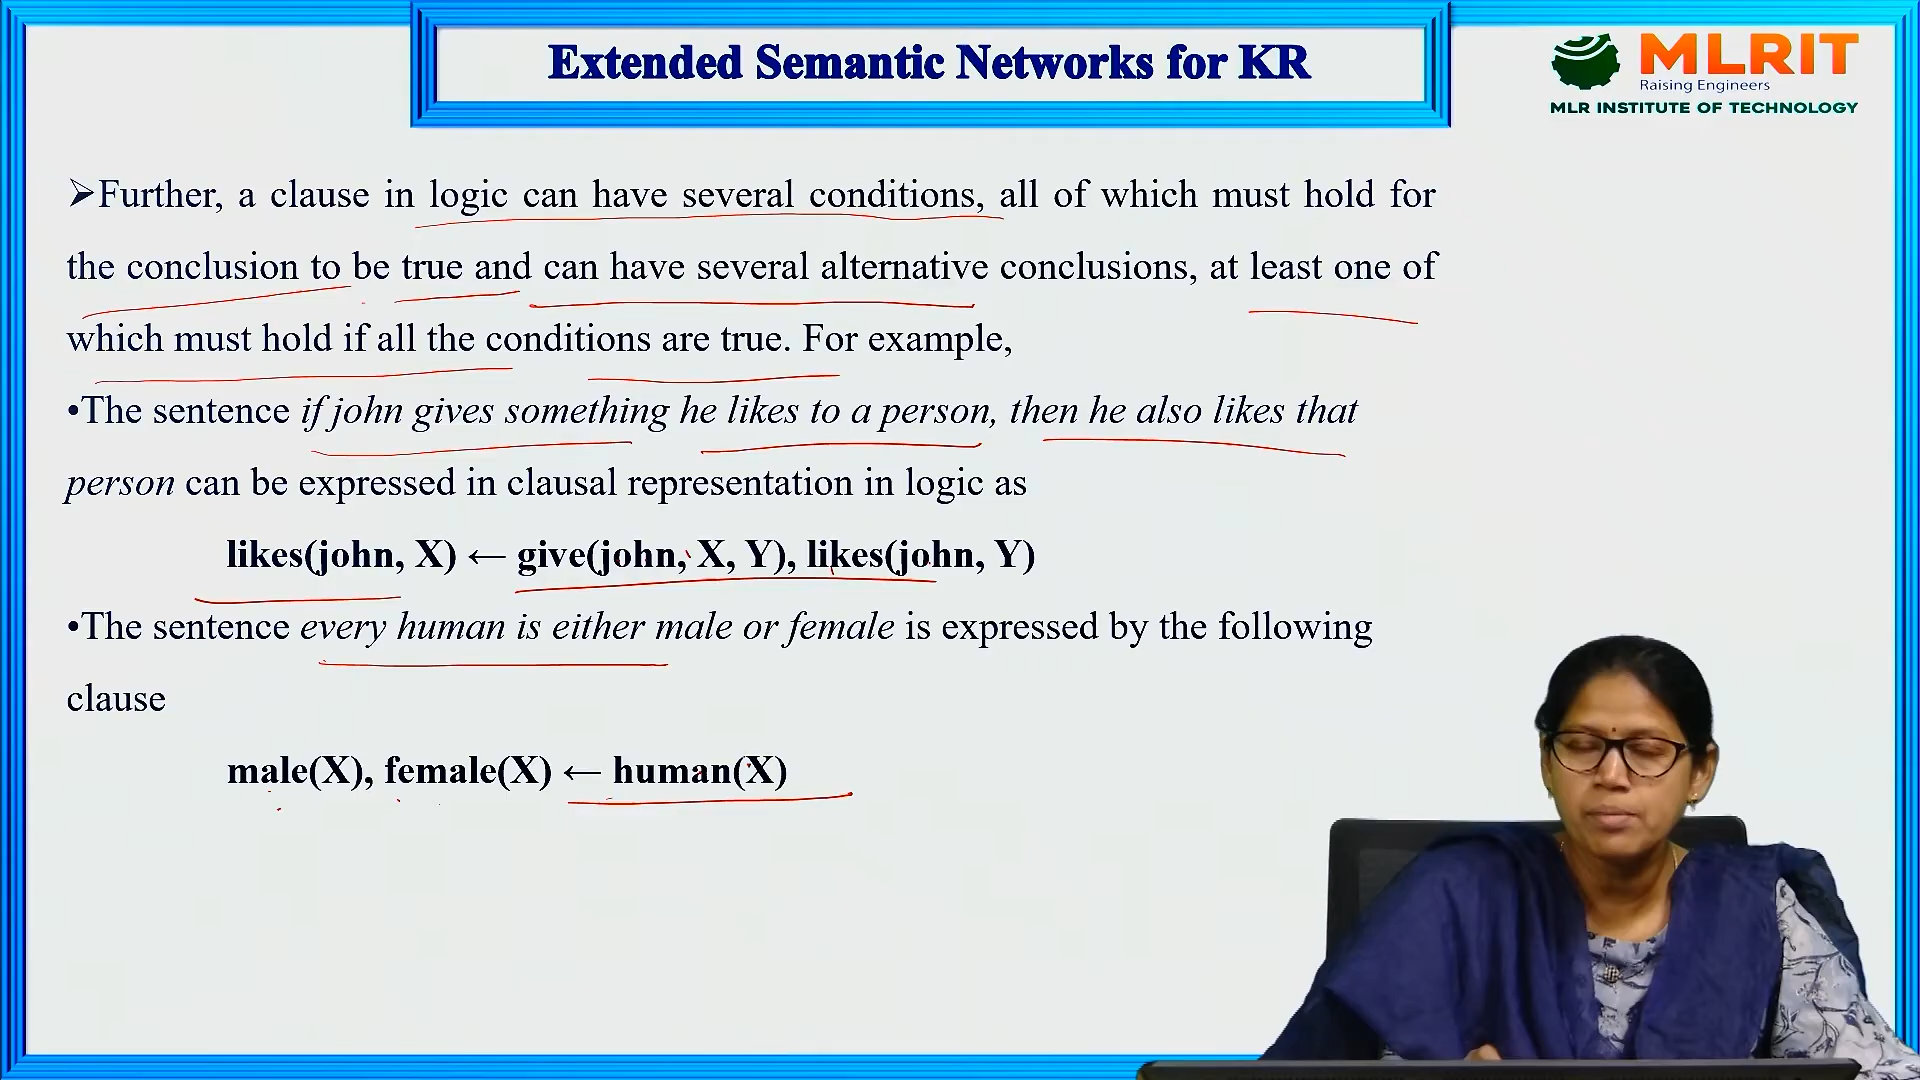 Extended Semantic Networks for KR
MLRIT
Raising Engineers
MLR INSTITUTE OF TECHNOLOGY
➢Further, a clause in logic can have several conditions, all of which must hold for
the conclusion to be true and can have several alternative conclusions, at least one of
which must hold if all the conditions are true. For example,
•The sentence if john gives something he likes to a person, then he also likes that
person can be expressed in clausal representation in logic as
likes(john, X) ← give(john, X, Y), likes(john, Y)
•The sentence every human is either male or female is expressed by the following
clause
male(X), female(X) ← human(X)